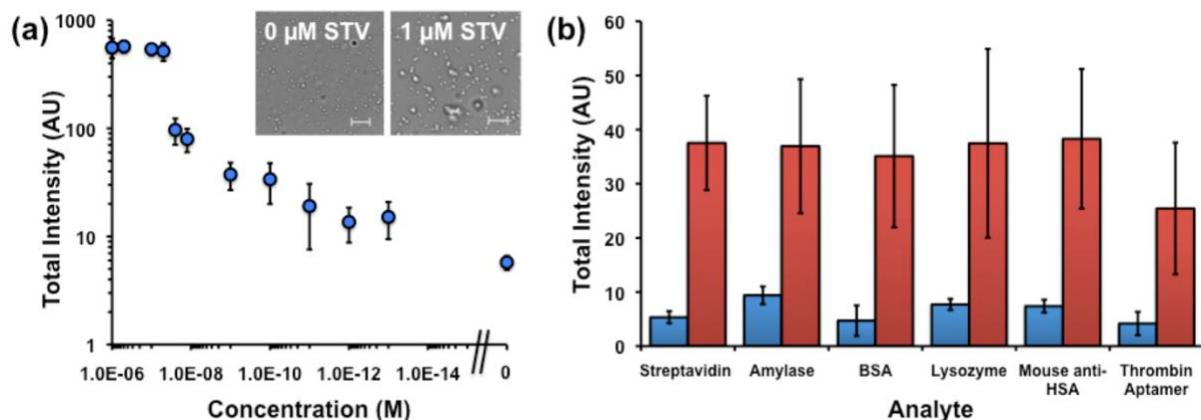 (a)
1000
100
10
1
Total Intensity (AU)
0 µM STV
1 µM STV
1.0E-06
1.0E-08
1.0E-10
1.0E-12
1.0E-14
0
Concentration (M)
(b)
60
50
40
30
20
10
0
Total Intensity (AU)
Streptavidin
Amylase
BSA
Lysozyme
Mouse anti-
HSA
Thrombin
Aptamer
Analyte